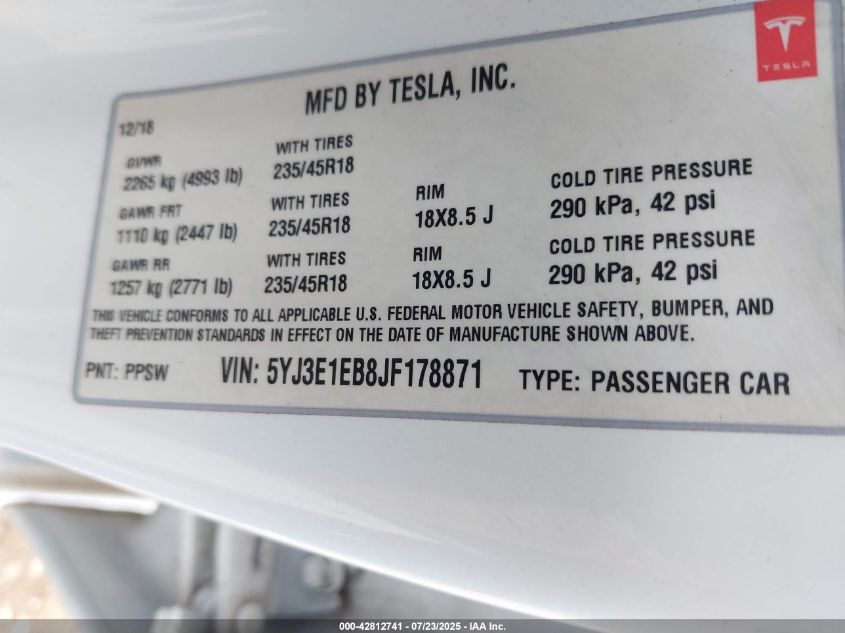 TESLA
MFD BY TESLA, INC.
12/18
GVWR
2265 kg (4993 lb)
WITH TIRES
235/45R18
GAWR FRT
1110 kg (2447 lb)
WITH TIRES
235/45R18
RIM
18X8.5 J
COLD TIRE PRESSURE
290 kPa, 42 psi
GAWR RR
1257 kg (2771 lb)
WITH TIRES
235/45R18
RIM
18X8.5 J
COLD TIRE PRESSURE
290 kPa, 42 psi
THIS VEHICLE CONFORMS TO ALL APPLICABLE U.S. FEDERAL MOTOR VEHICLE SAFETY, BUMPER, AND
THEFT PREVENTION STANDARDS IN EFFECT ON THE DATE OF MANUFACTURE SHOWN ABOVE.
PNT: PPSW VIN: 5YJ3E1EB8JF178871 TYPE: PASSENGER CAR
000-42812741 - 07/23/2025 - IAA Inc.